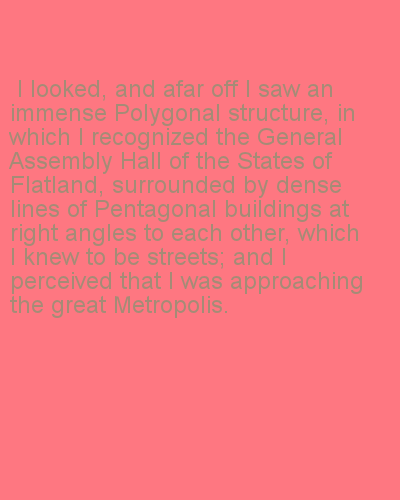 I looked, and afar off I saw an
immense Polygonal structure, in
which I recognized the General
Assembly Hall of the States of
Flatland, surrounded by dense
lines of Pentagonal buildings at
right angles to each other, which
I knew to be streets; and I
perceived that I was approaching
the great Metropolis.